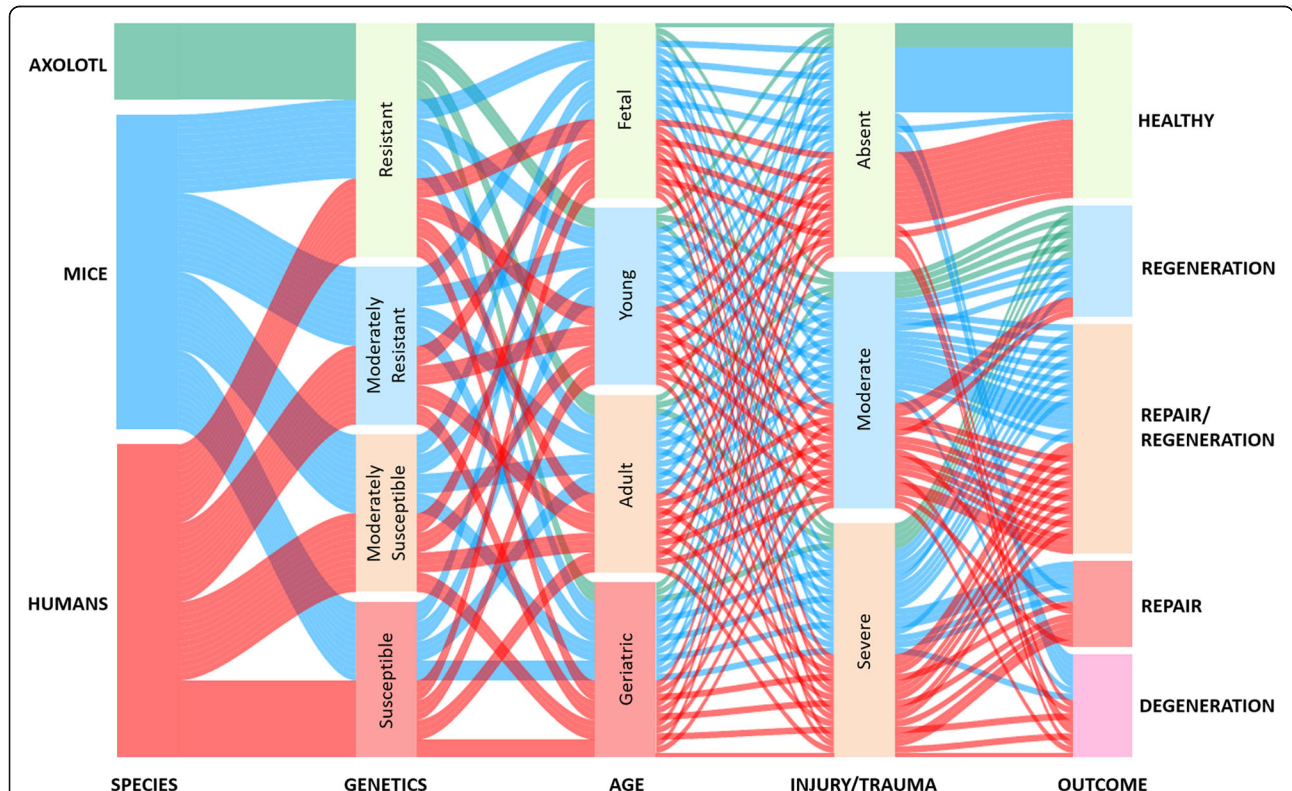 AXOLOTL
MICE
HUMANS
Resistant
Moderately
Resistant
Moderately
Susceptible
Susceptible
Fetal
Young
Adult
Geriatric
Absent
Moderate
Severe
HEALTHY
REGENERATION
REPAIR/
REGENERATION
REPAIR
DEGENERATION
SPECIES
GENETICS
AGE
INJURY/TRAUMA
OUTCOME